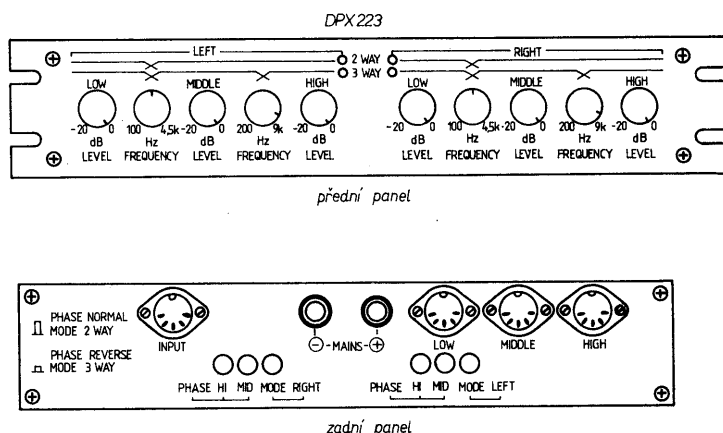 DPX 223
LEFT RIGHT
2 WAY
3 WAY
LOW MIDDLE HIGH LOW MIDDLE HIGH
-20 0 100 4,5k -20 0 200 9k -20 0 -20 0 100 4,5k -20 0 200 9k -20 0
dB Hz dB Hz dB dB Hz dB Hz dB
LEVEL FREQUENCY LEVEL FREQUENCY LEVEL LEVEL FREQUENCY LEVEL FREQUENCY LEVEL
přední panel
PHASE NORMAL
MODE 2 WAY
INPUT
- MAINS +
LOW MIDDLE HIGH
PHASE REVERSE
MODE 3 WAY
PHASE HI MID MODE RIGHT PHASE HI MID MODE LEFT
zadní panel